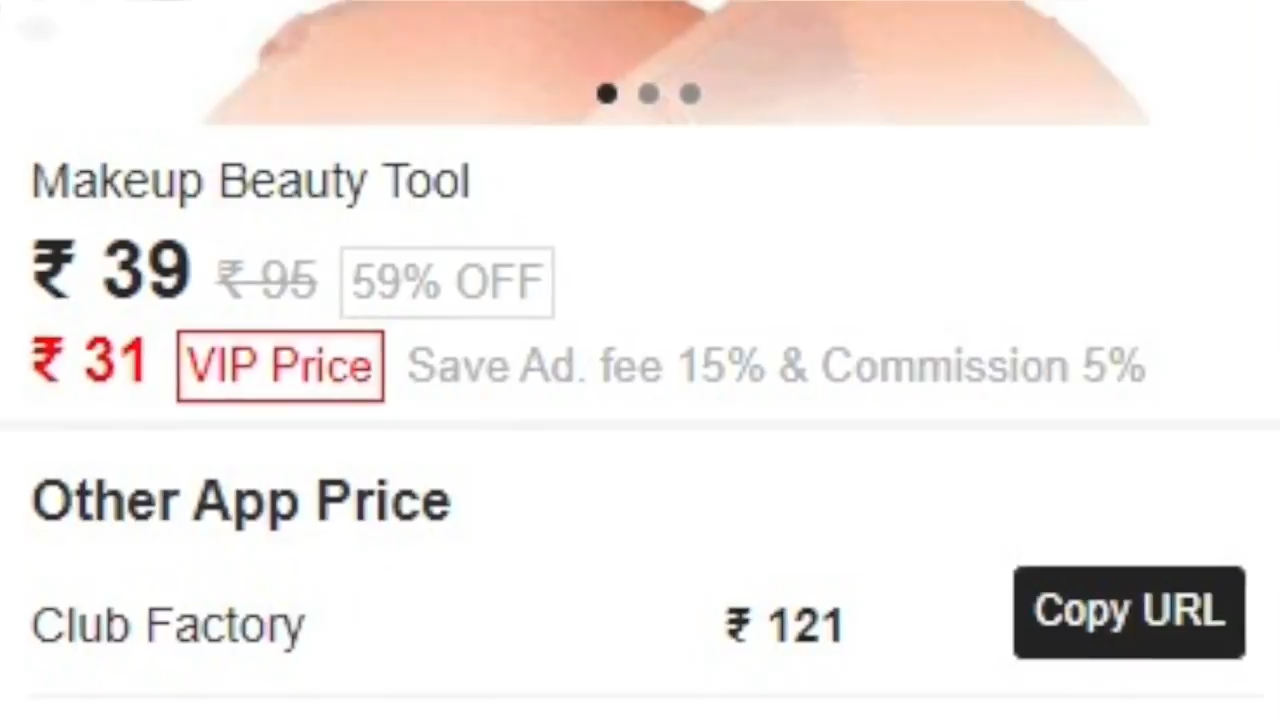 Makeup Beauty Tool
₹ 39 ₹ 95 59% OFF
₹ 31 VIP Price Save Ad. fee 15% & Commission 5%
Other App Price
Club Factory ₹ 121 Copy URL